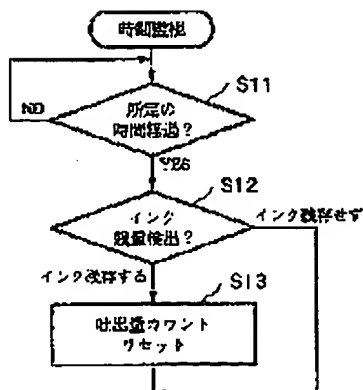 時間監視
S11
NO
所定の
時間経過?
YES
S12
インク
残量検出?
インク残存せず
インク残存する
S13
吐出量カウント
リセット